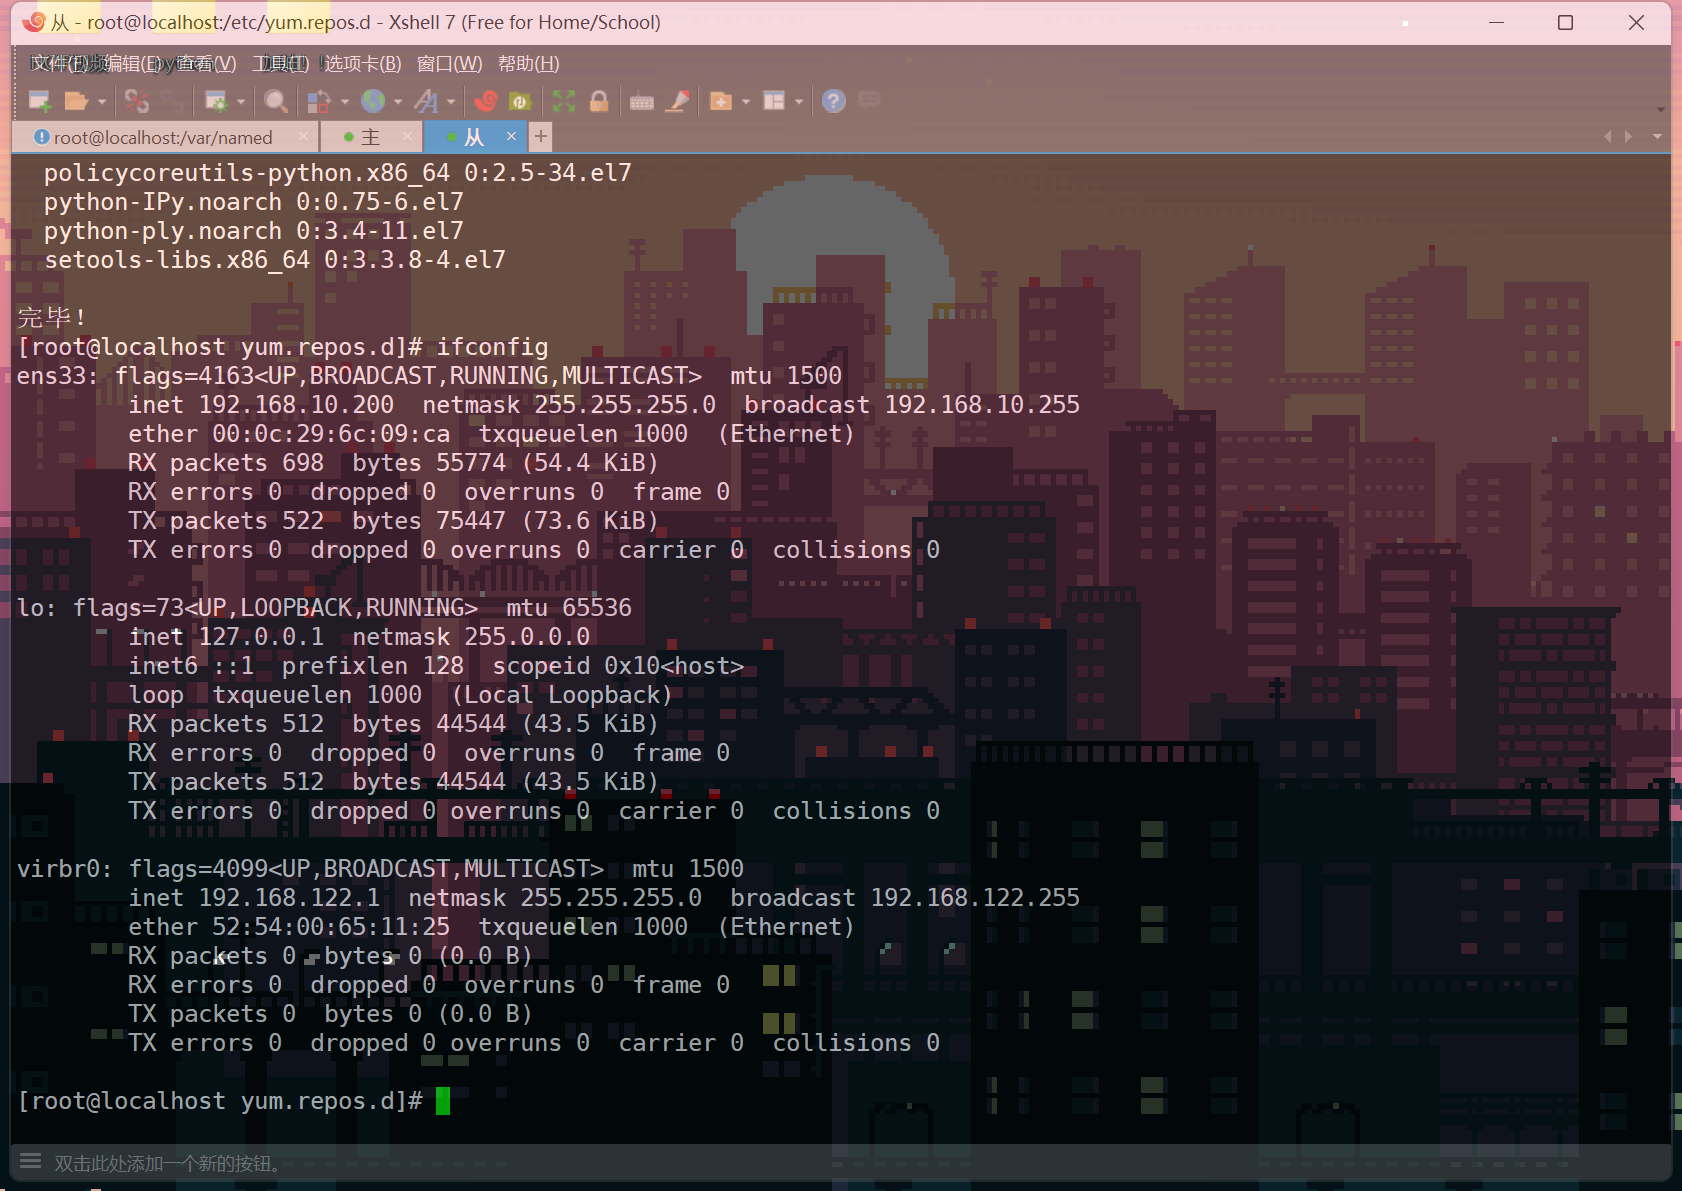 从 - root@localhost:/etc/yum.repos.d - Xshell 7 (Free for Home/School)
文件(F) 编辑(E) 查看(V) 工具(T) 选项卡(B) 窗口(W) 帮助(H)
root@localhost:/var/named × 主 × 从 × +
policycoreutils-python.x86_64 0:2.5-34.el7
python-IPy.noarch 0:0.75-6.el7
python-ply.noarch 0:3.4-11.el7
setools-libs.x86_64 0:3.3.8-4.el7
完毕！
[root@localhost yum.repos.d]# ifconfig
ens33: flags=4163<UP,BROADCAST,RUNNING,MULTICAST>  mtu 1500
inet 192.168.10.200  netmask 255.255.255.0  broadcast 192.168.10.255
ether 00:0c:29:6c:09:ca  txqueuelen 1000  (Ethernet)
RX packets 698  bytes 55774 (54.4 KiB)
RX errors 0  dropped 0  overruns 0  frame 0
TX packets 522  bytes 75447 (73.6 KiB)
TX errors 0  dropped 0 overruns 0  carrier 0  collisions 0
lo: flags=73<UP,LOOPBACK,RUNNING>  mtu 65536
inet 127.0.0.1  netmask 255.0.0.0
inet6 ::1  prefixlen 128  scopeid 0x10<host>
loop  txqueuelen 1000  (Local Loopback)
RX packets 512  bytes 44544 (43.5 KiB)
RX errors 0  dropped 0  overruns 0  frame 0
TX packets 512  bytes 44544 (43.5 KiB)
TX errors 0  dropped 0 overruns 0  carrier 0  collisions 0
virbr0: flags=4099<UP,BROADCAST,MULTICAST>  mtu 1500
inet 192.168.122.1  netmask 255.255.255.0  broadcast 192.168.122.255
ether 52:54:00:65:11:25  txqueuelen 1000  (Ethernet)
RX packets 0  bytes 0 (0.0 B)
RX errors 0  dropped 0  overruns 0  frame 0
TX packets 0  bytes 0 (0.0 B)
TX errors 0  dropped 0 overruns 0  carrier 0  collisions 0
[root@localhost yum.repos.d]#
双击此处添加一个新的按钮。